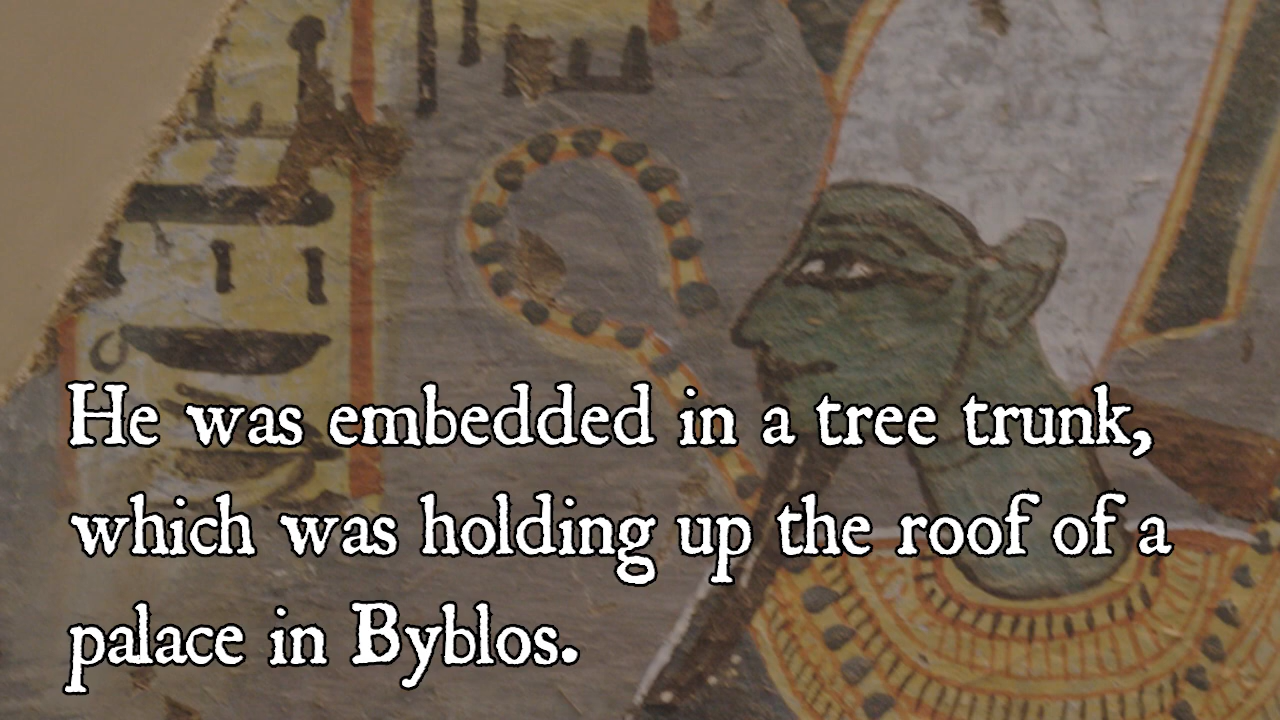 He was embedded in a tree trunk,
which was holding up the roof of a
palace in Byblos.